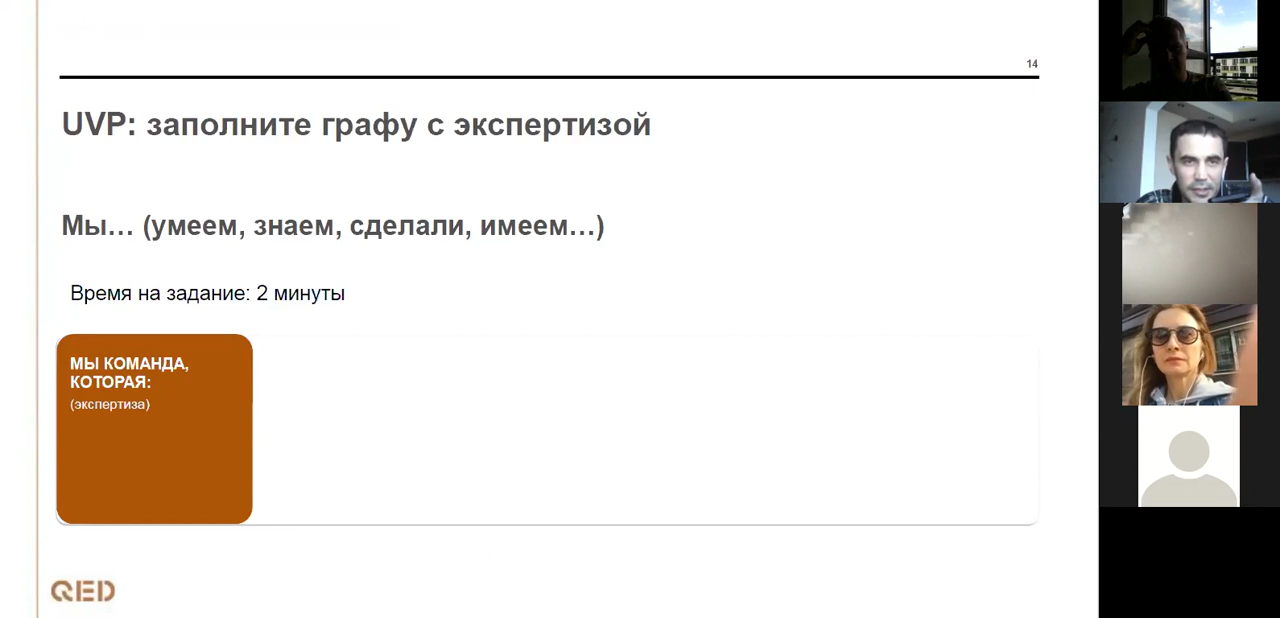 14
UVP: заполните графу с экспертизой
Мы... (умеем, знаем, сделали, имеем...)
Время на задание: 2 минуты
МЫ КОМАНДА,
КОТОРАЯ:
(экспертиза)
QED